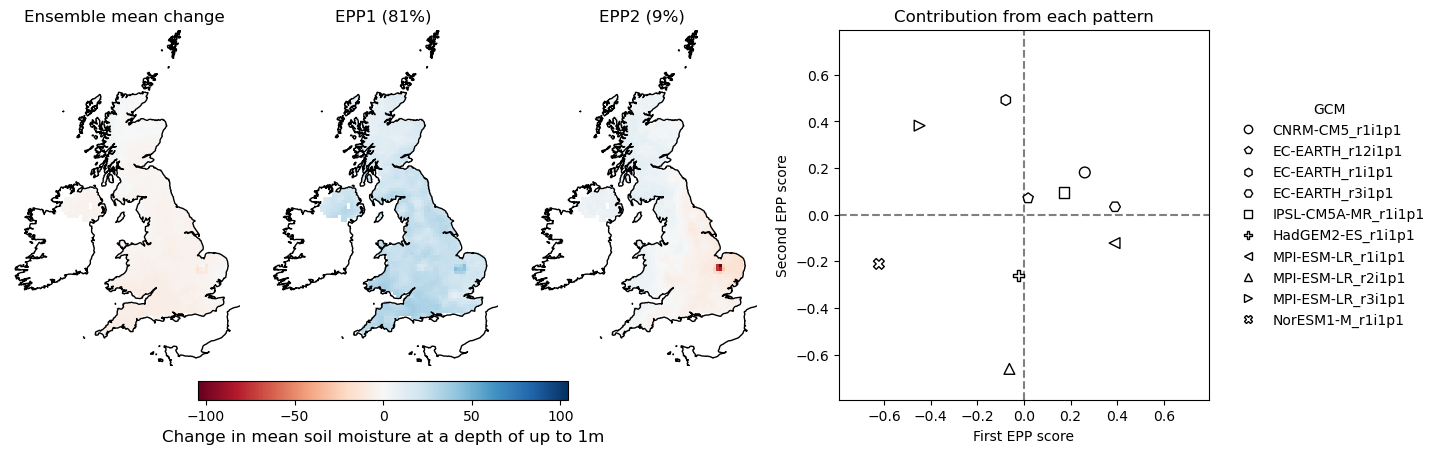 Ensemble mean change
EPP1 (81%)
EPP2 (9%)
Contribution from each pattern
−100
−50
0
50
100
Change in mean soil moisture at a depth of up to 1m
Second EPP score
0.6
0.4
0.2
0.0
−0.2
−0.4
−0.6
−0.6
−0.4
−0.2
0.0
0.2
0.4
0.6
First EPP score
GCM
CNRM-CM5_r1i1p1
EC-EARTH_r12i1p1
EC-EARTH_r1i1p1
EC-EARTH_r3i1p1
IPSL-CM5A-MR_r1i1p1
HadGEM2-ES_r1i1p1
MPI-ESM-LR_r1i1p1
MPI-ESM-LR_r2i1p1
MPI-ESM-LR_r3i1p1
NorESM1-M_r1i1p1